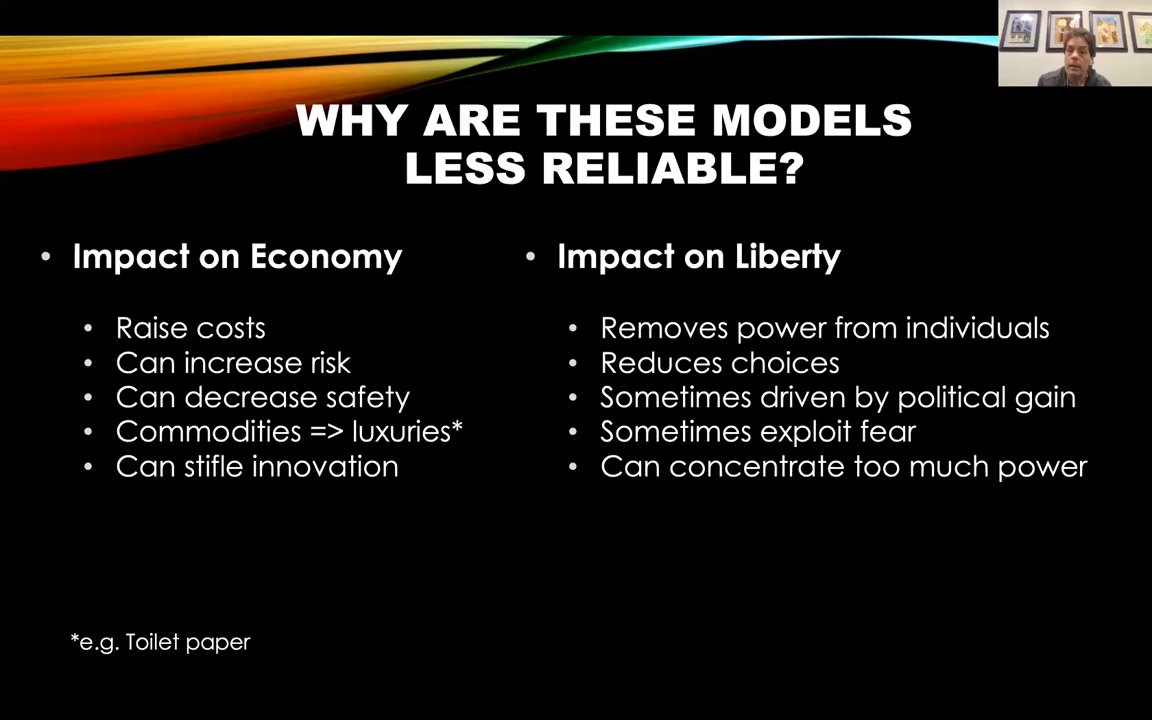 WHY ARE THESE MODELS
LESS RELIABLE?
• Impact on Economy
• Raise costs
• Can increase risk
• Can decrease safety
• Commodities => luxuries*
• Can stifle innovation
• Impact on Liberty
• Removes power from individuals
• Reduces choices
• Sometimes driven by political gain
• Sometimes exploit fear
• Can concentrate too much power
*e.g. Toilet paper